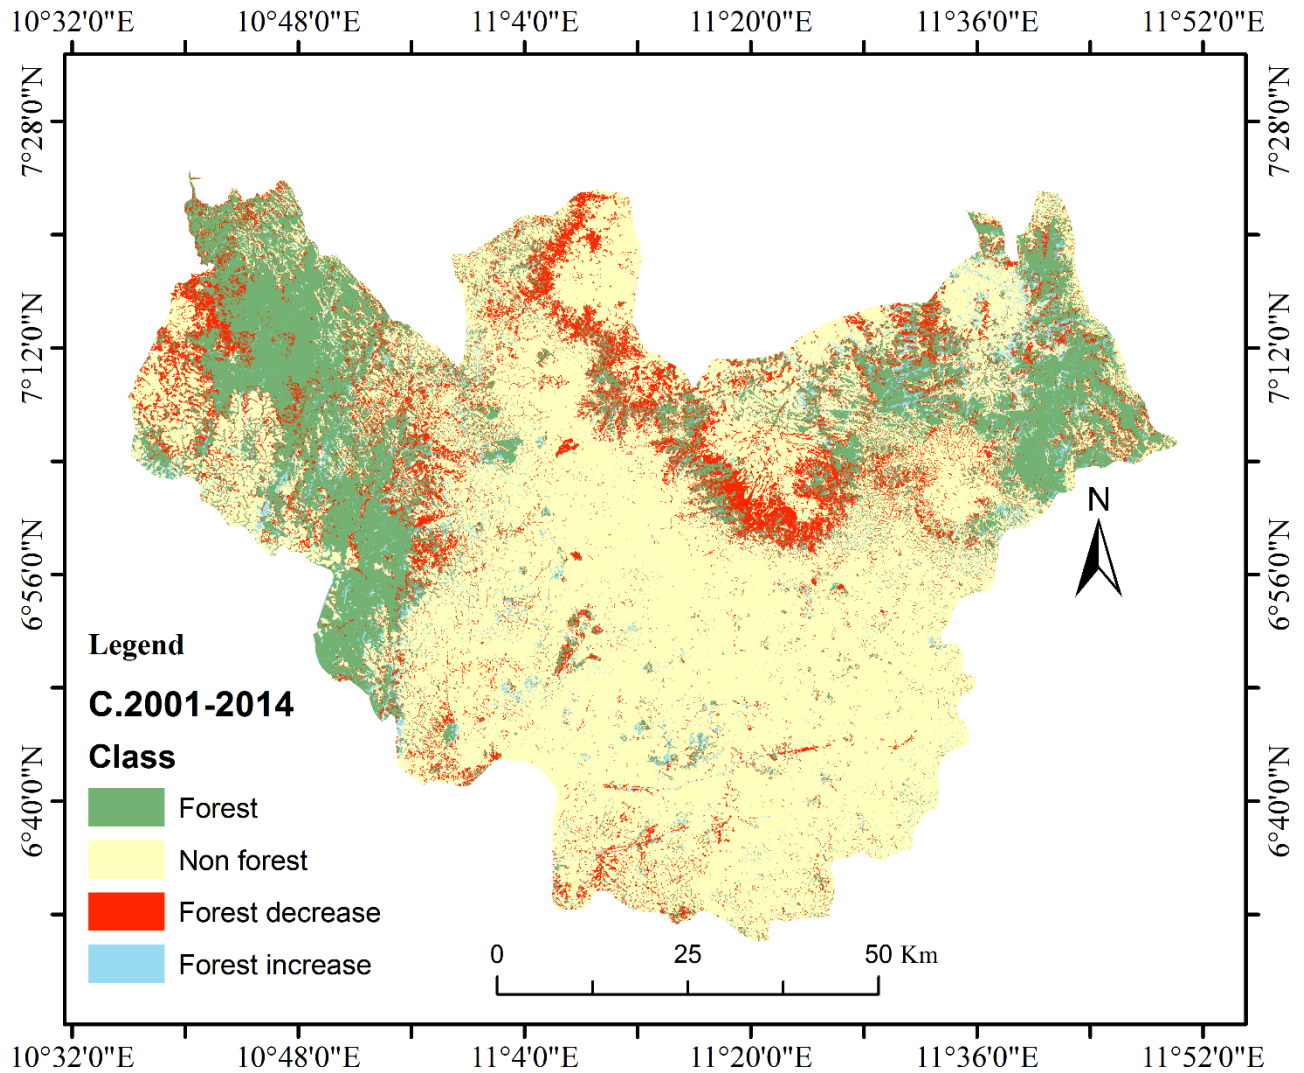 10°32'0"E 10°48'0"E 11°4'0"E 11°20'0"E 11°36'0"E 11°52'0"E
7°28'0"N 7°28'0"N
7°12'0"N 7°12'0"N
6°56'0"N 6°56'0"N
6°40'0"N 6°40'0"N
N
Legend
C.2001-2014
Class
Forest
Non forest
Forest decrease
Forest increase
0 25 50 Km
10°32'0"E 10°48'0"E 11°4'0"E 11°20'0"E 11°36'0"E 11°52'0"E